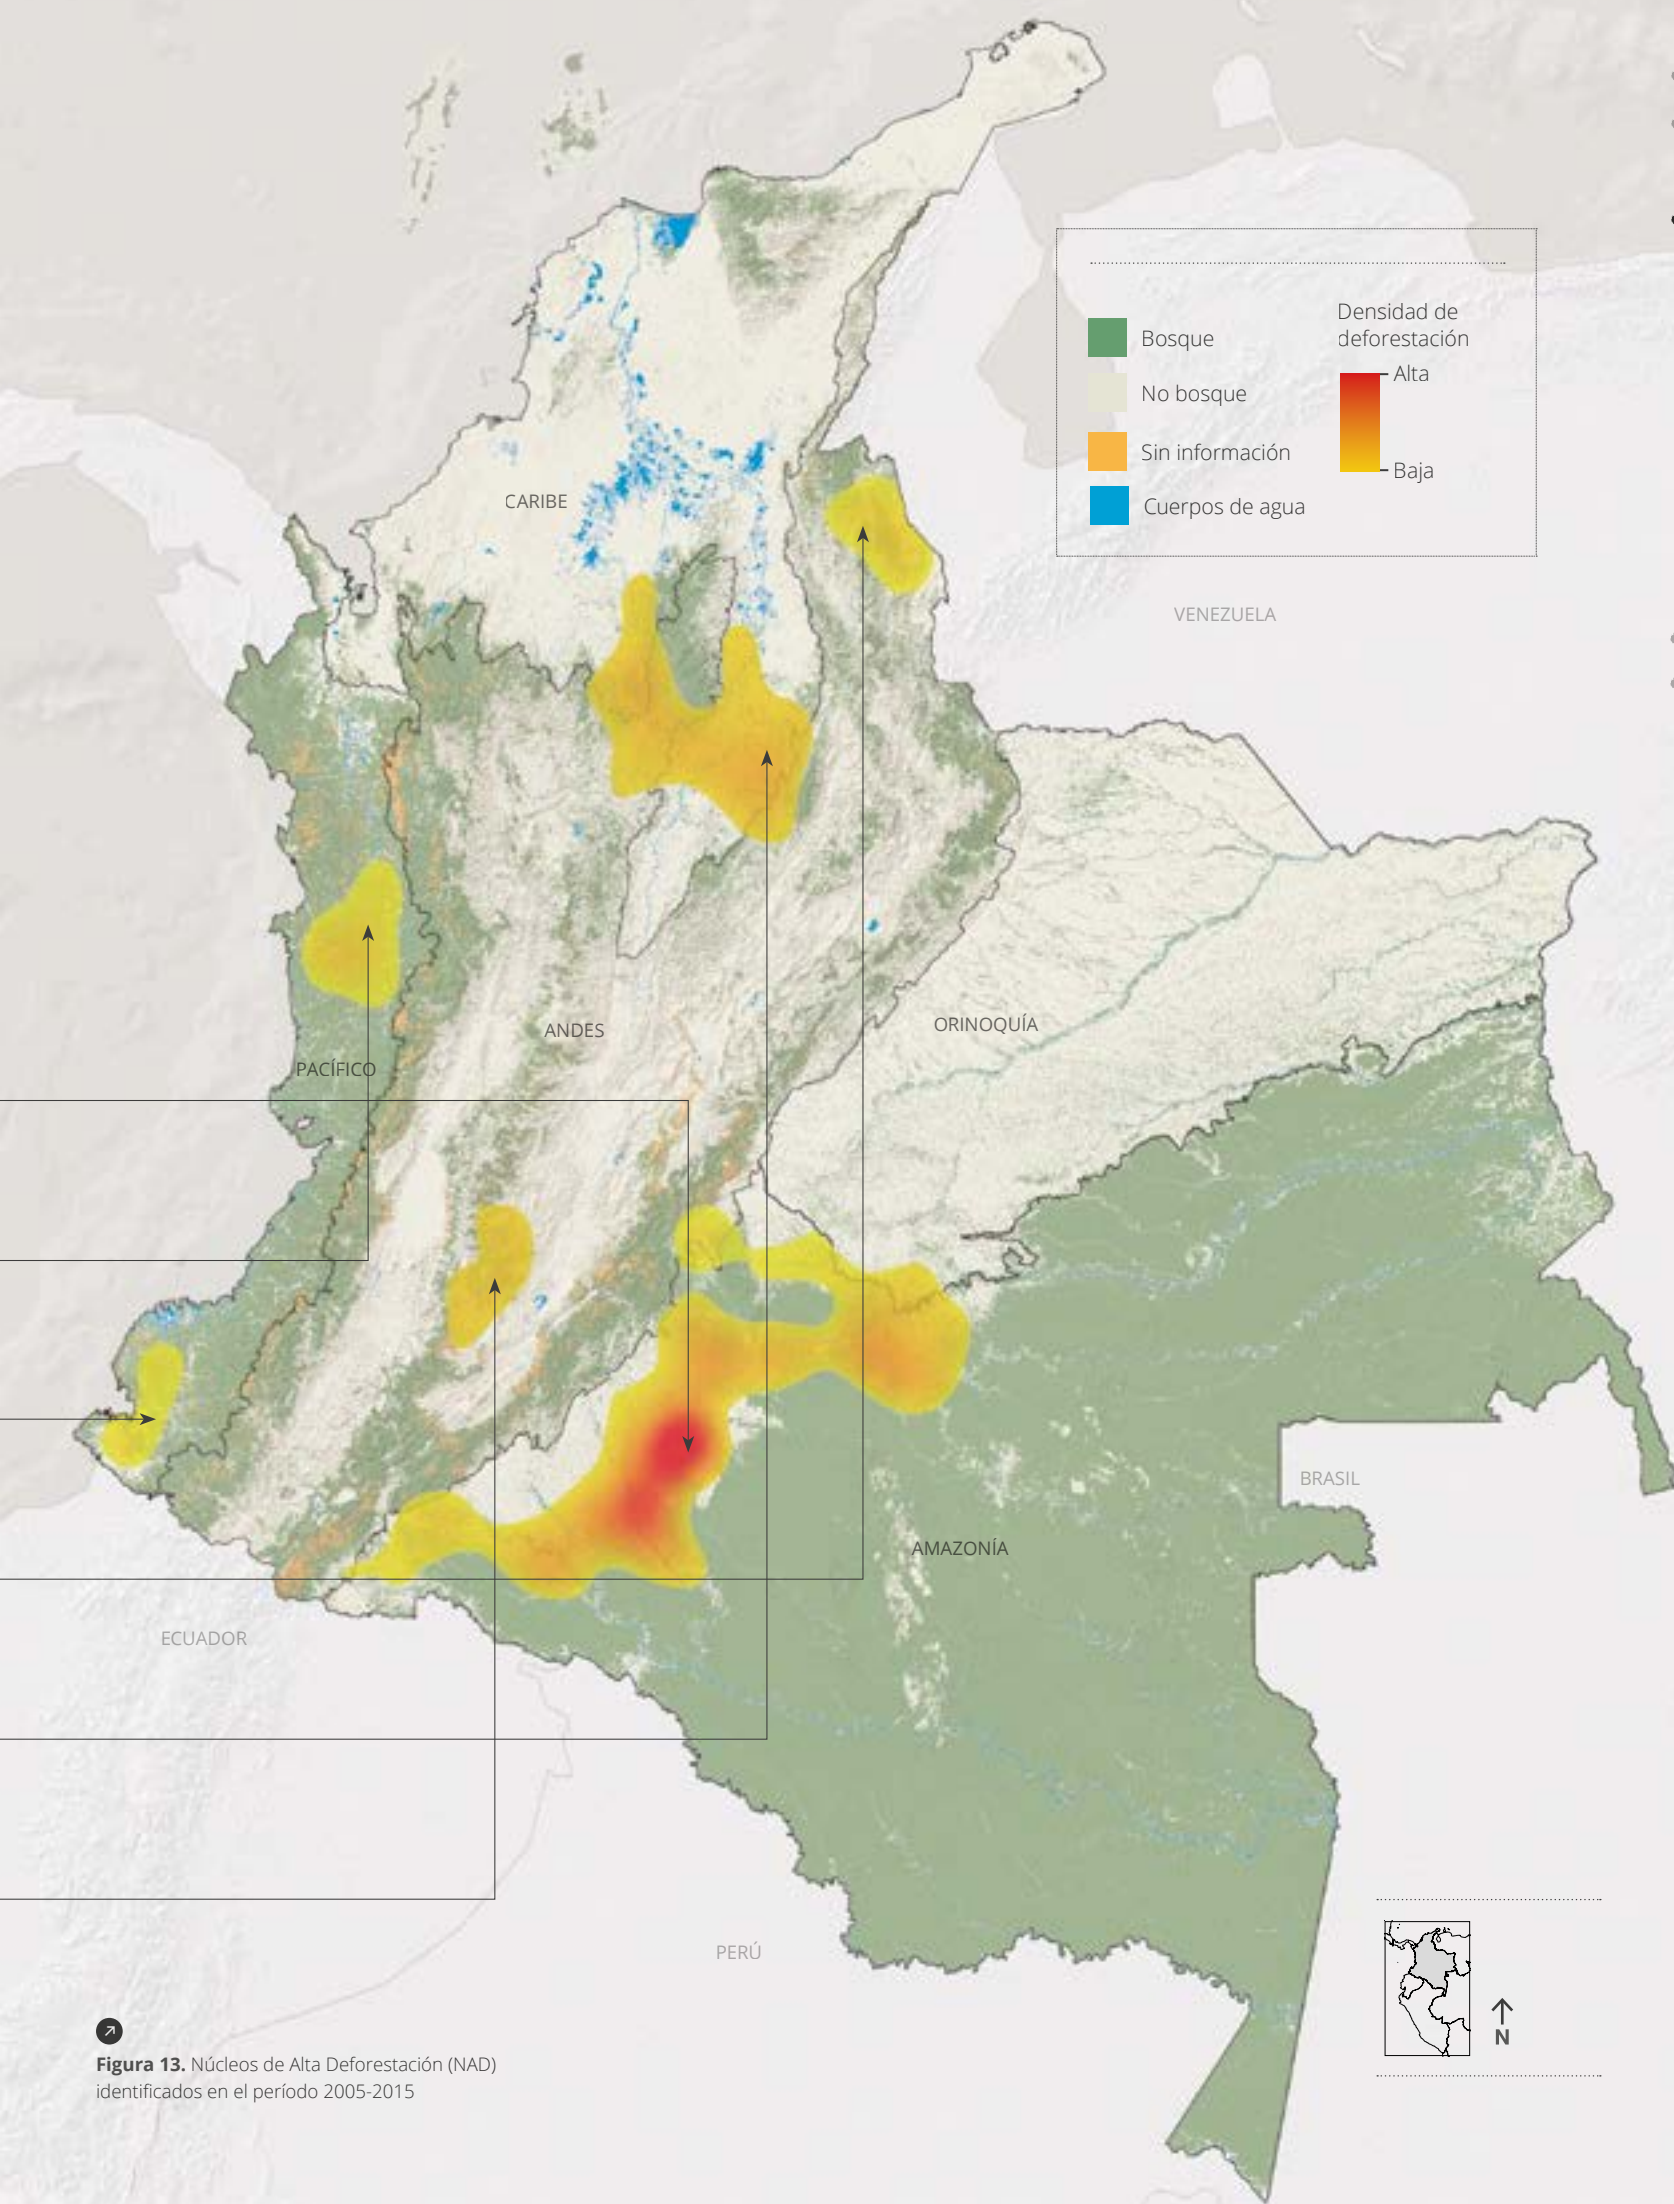 Densidad de
deforestación
Bosque
Alta
No bosque
Sin información
Baja
Cuerpos de agua
CARIBE
VENEZUELA
ANDES
ORINOQUÍA
PACÍFICO
BRASIL
AMAZONÍA
ECUADOR
PERÚ
N
Figura 13. Núcleos de Alta Deforestación (NAD)
identificados en el período 2005-2015